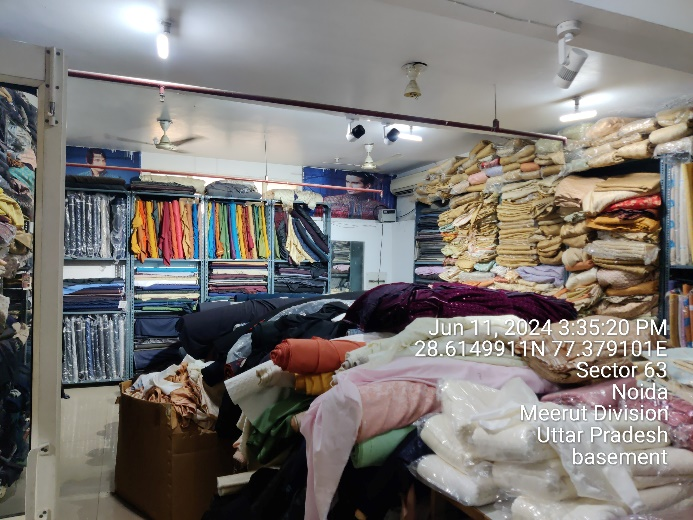 Jun 11, 2024 3:35:20 PM
28.6149911N 77.379101E
Sector 63
Noida
Meerut Division
Uttar Pradesh
basement